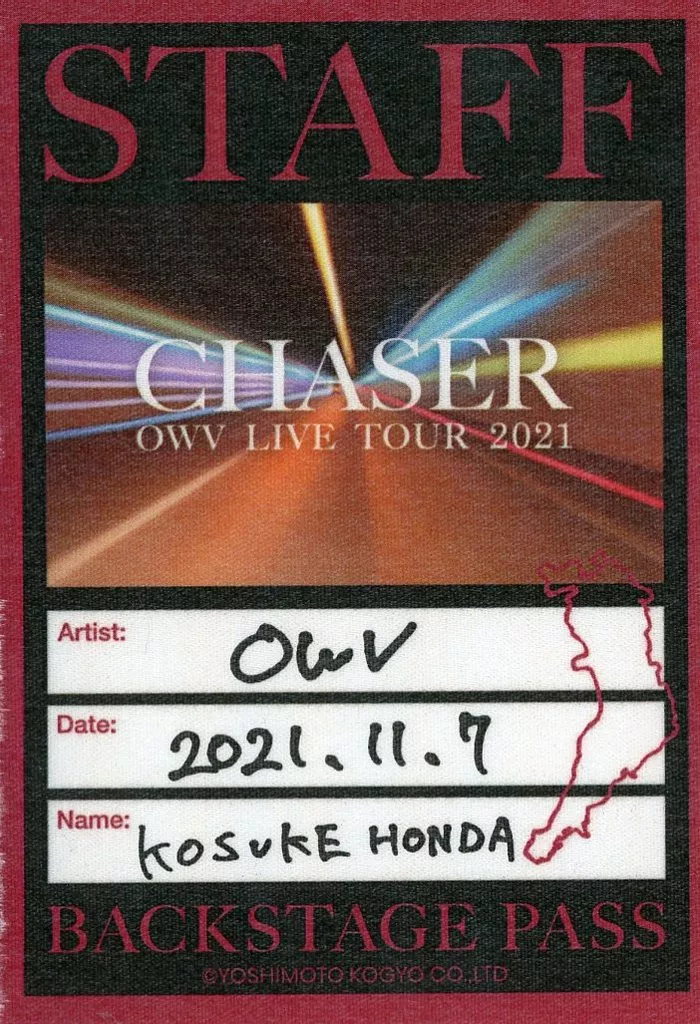 STAFF
CHASER
OWV LIVE TOUR 2021
Artist: OWV
Date: 2021.11.7
Name: KOSUKE HONDA
BACKSTAGE PASS
©YOSHIMOTO KOGYO CO.,LTD